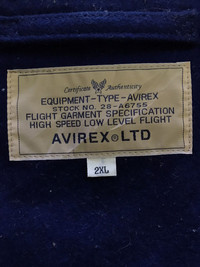 Certificate Authenticity
EQUIPMENT-TYPE-AVIREX
STOCK NO. 28-A6755
FLIGHT GARMENT SPECIFICATION
HIGH SPEED LOW LEVEL FLIGHT
AVIREX®LTD
2XL